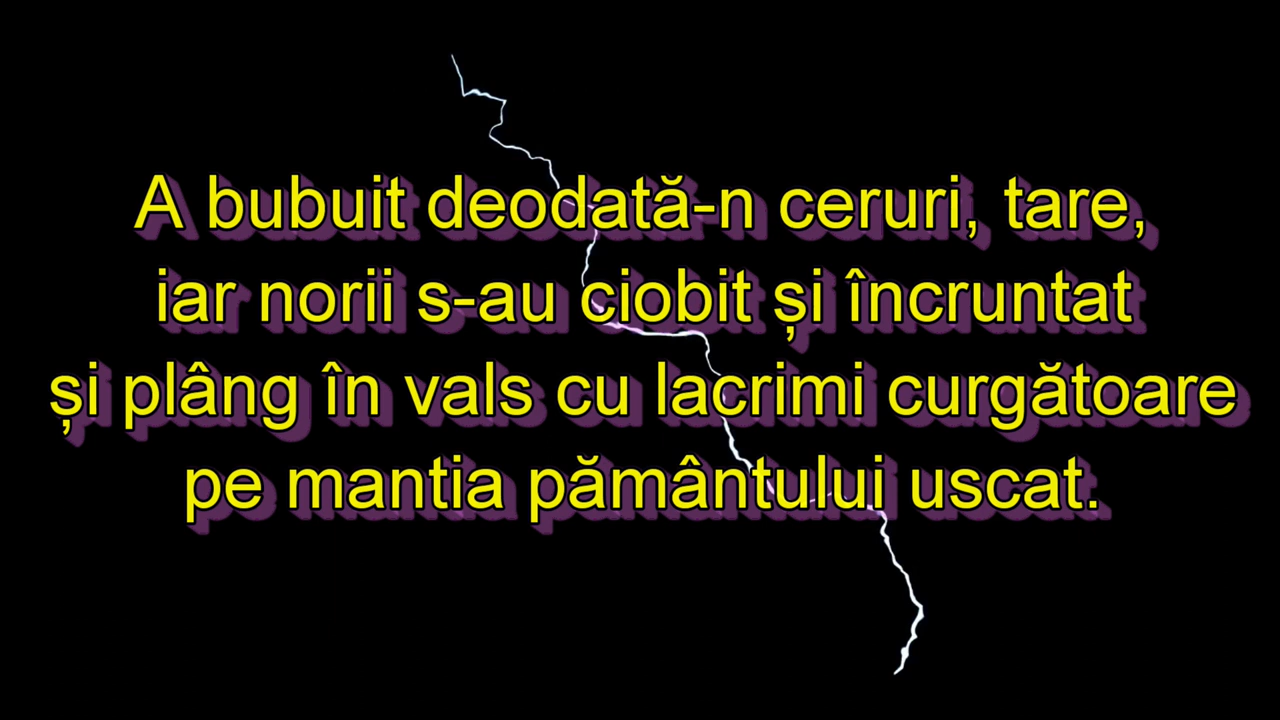 A bubuit deodată-n ceruri, tare,
iar norii s-au ciobit și încruntat
și plâng în vals cu lacrimi curgătoare
pe mantia pământului uscat.